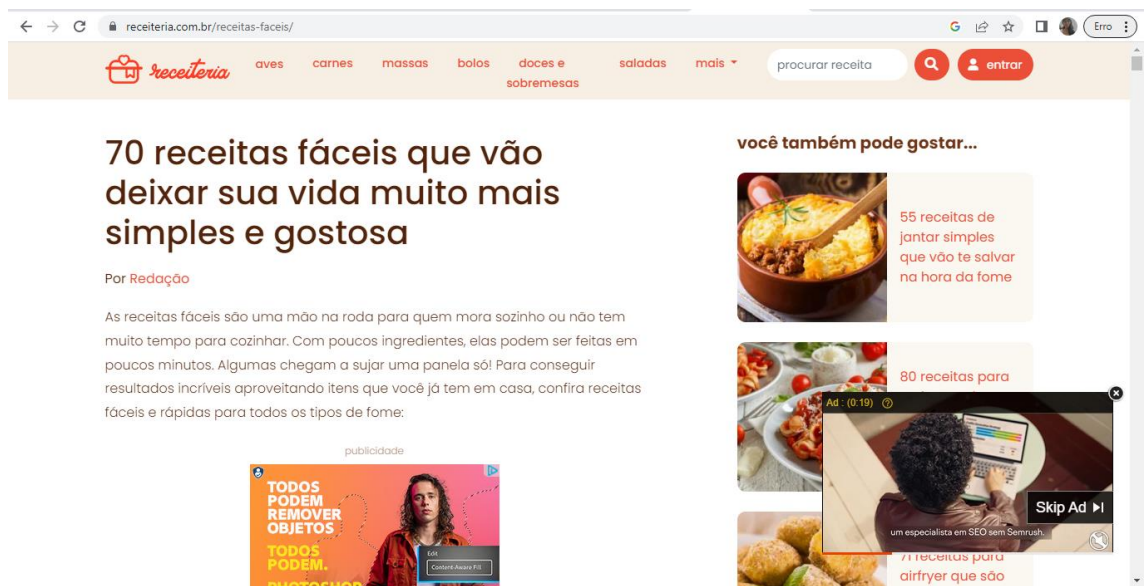 receiteria.com.br/receitas-faceis/
Erro
receiteria
aves
carnes
massas
bolos
doces e
sobremesas
saladas
mais
procurar receita
entrar
70 receitas fáceis que vão
deixar sua vida muito mais
simples e gostosa
Por Redação
As receitas fáceis são uma mão na roda para quem mora sozinho ou não tem
muito tempo para cozinhar. Com poucos ingredientes, elas podem ser feitas em
poucos minutos. Algumas chegam a sujar uma panela só! Para conseguir
resultados incríveis aproveitando itens que você já tem em casa, confira receitas
fáceis e rápidas para todos os tipos de fome:
publicidade
TODOS
PODEM
REMOVER
OBJETOS
TODOS
PODEM.
PHOTOSHOP
Edit
Content-Aware Fill
você também pode gostar...
55 receitas de
jantar simples
que vão te salvar
na hora da fome
80 receitas para
Ad : (0:19)
Skip Ad
um especialista em SEO sem Semrush.
71 receitas para
airfryer que são